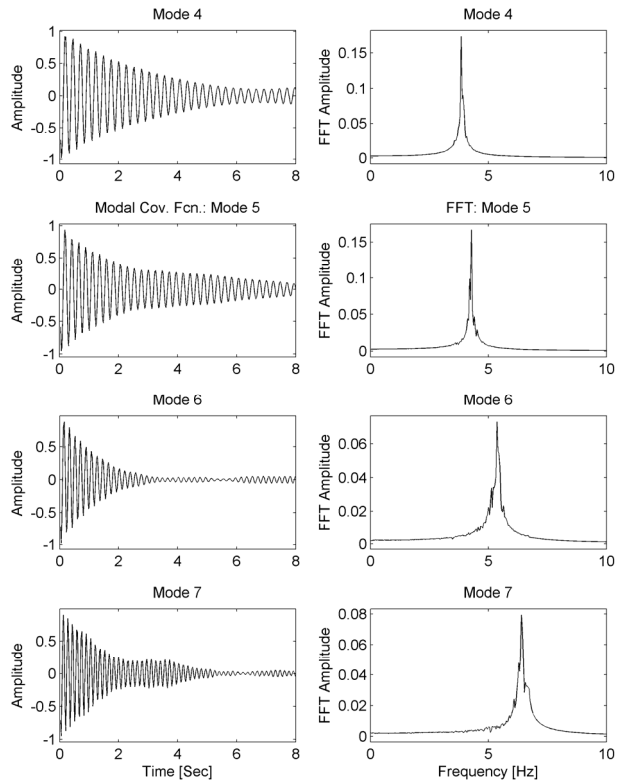 Mode 4
Mode 4
Amplitude
1
0.5
0
-0.5
-1
0 2 4 6 8
FFT Amplitude
0.15
0.1
0.05
0
0 5 10
Modal Cov. Fcn.: Mode 5
FFT: Mode 5
Amplitude
1
0.5
0
-0.5
-1
0 2 4 6 8
FFT Amplitude
0.15
0.1
0.05
0
0 5 10
Mode 6
Mode 6
Amplitude
0.5
0
-0.5
-1
0 2 4 6 8
FFT Amplitude
0.06
0.04
0.02
0
0 5 10
Mode 7
Mode 7
Amplitude
0.5
0
-0.5
-1
0 2 4 6 8
Time [Sec]
FFT Amplitude
0.08
0.06
0.04
0.02
0
0 5 10
Frequency [Hz]